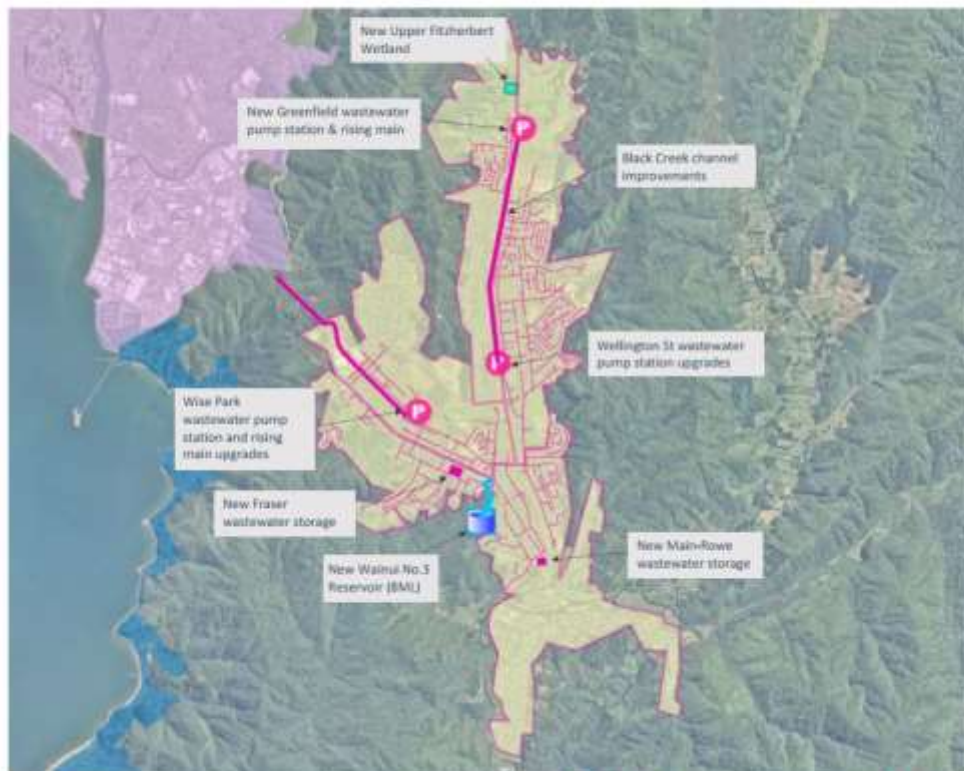 New Upper Fitzherbert
Wetland
New Greenfield wastewater
pump station & rising main
Black Creek channel
improvements
Wellington St wastewater
pump station upgrades
Wise Park
wastewater pump
station and rising
main upgrades
New Fraser
wastewater storage
New Wainui No.3
Reservoir (8ML)
New Main-Rowe
wastewater storage
P
P
P